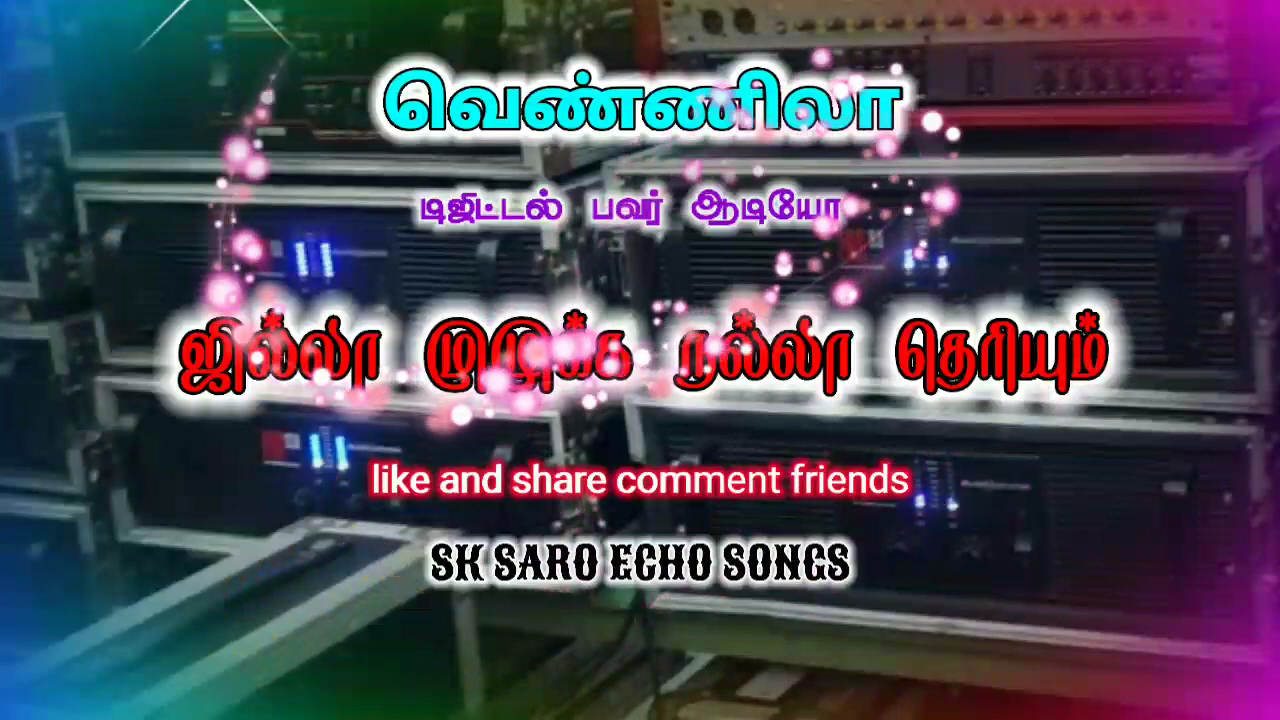 வெண்ணிலா
டிஜிட்டல் பவர் ஆடியோ
ஜில்லா முழுக்க நல்லா தெரியும்
like and share comment friends
SK SARO ECHO SONGS